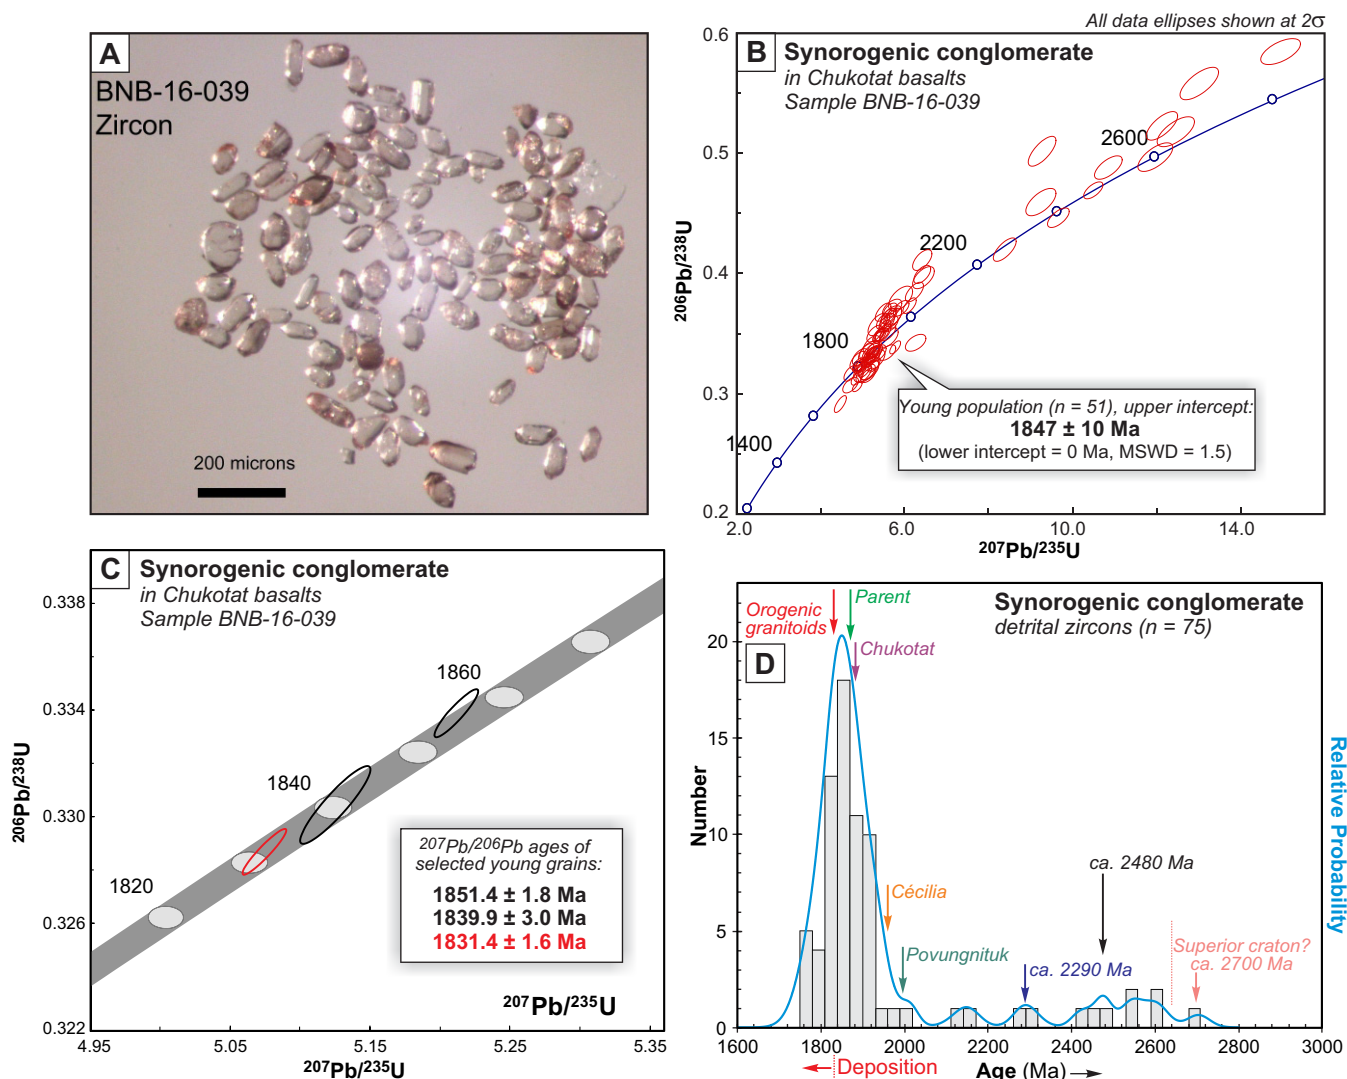 All data ellipses shown at 2σ
A
BNB-16-039
Zircon
200 microns
B
Synorogenic conglomerate
in Chukotat basalts
Sample BNB-16-039
0.6
0.5
0.4
0.3
0.2
206Pb/238U
2600
2200
1800
1400
Young population (n = 51), upper intercept:
1847 ± 10 Ma
(lower intercept = 0 Ma, MSWD = 1.5)
2.0
6.0
10.0
14.0
207Pb/235U
C
Synorogenic conglomerate
in Chukotat basalts
Sample BNB-16-039
0.338
0.334
0.330
0.326
0.322
206Pb/238U
1860
1840
1820
207Pb/206Pb ages of
selected young grains:
1851.4 ± 1.8 Ma
1839.9 ± 3.0 Ma
1831.4 ± 1.6 Ma
207Pb/235U
4.95
5.05
5.15
5.25
5.35
207Pb/235U
D
Synorogenic conglomerate
detrital zircons (n = 75)
Orogenic
granitoids
Parent
Chukotat
Cécilia
Povungnituk
ca. 2290 Ma
ca. 2480 Ma
Superior craton?
ca. 2700 Ma
20
15
10
5
0
Number
Relative Probability
1600
1800
2000
2200
2400
2600
2800
3000
Deposition
Age (Ma)